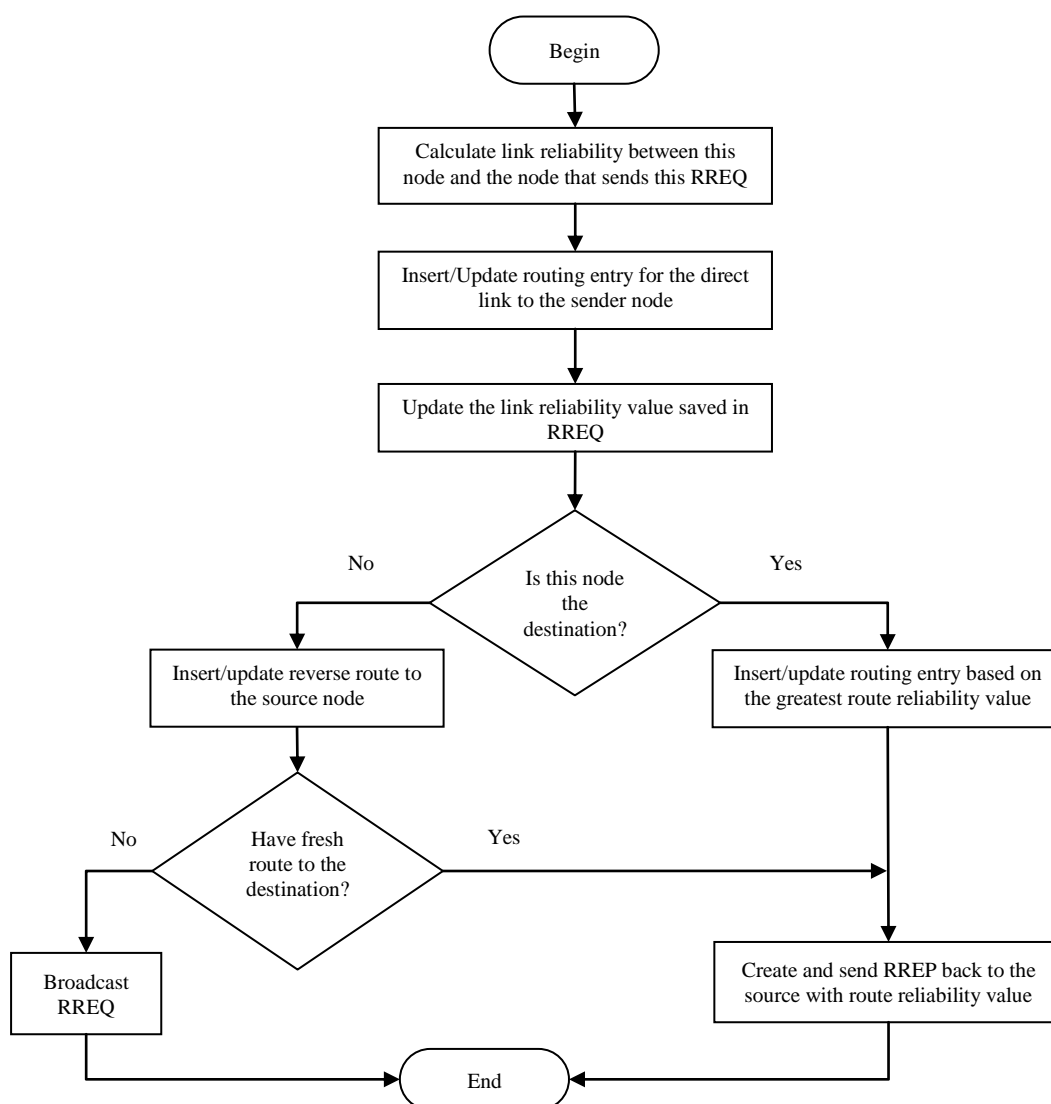 Begin
Calculate link reliability between this
node and the node that sends this RREQ
Insert/Update routing entry for the direct
link to the sender node
Update the link reliability value saved in
RREQ
No
Yes
Is this node
the
destination?
Insert/update reverse route to
the source node
Insert/update routing entry based on
the greatest route reliability value
No
Yes
Have fresh
route to the
destination?
Broadcast
RREQ
Create and send RREP back to the
source with route reliability value
End